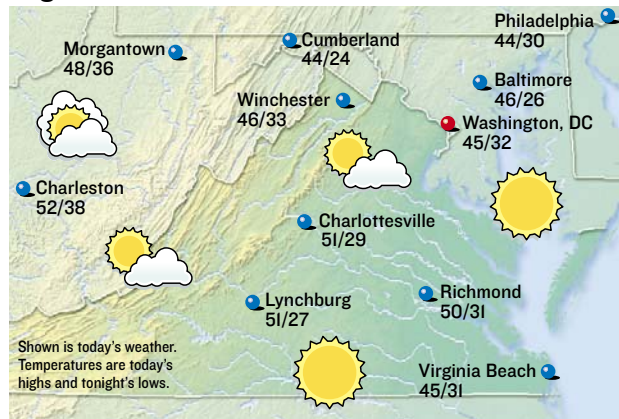 Philadelphia
44/30
Morgantown
48/36
Cumberland
44/24
Baltimore
46/26
Winchester
46/33
Washington, DC
45/32
Charleston
52/38
Charlottesville
51/29
Lynchburg
51/27
Richmond
50/31
Shown is today's weather.
Temperatures are today's
highs and tonight's lows.
Virginia Beach
45/31